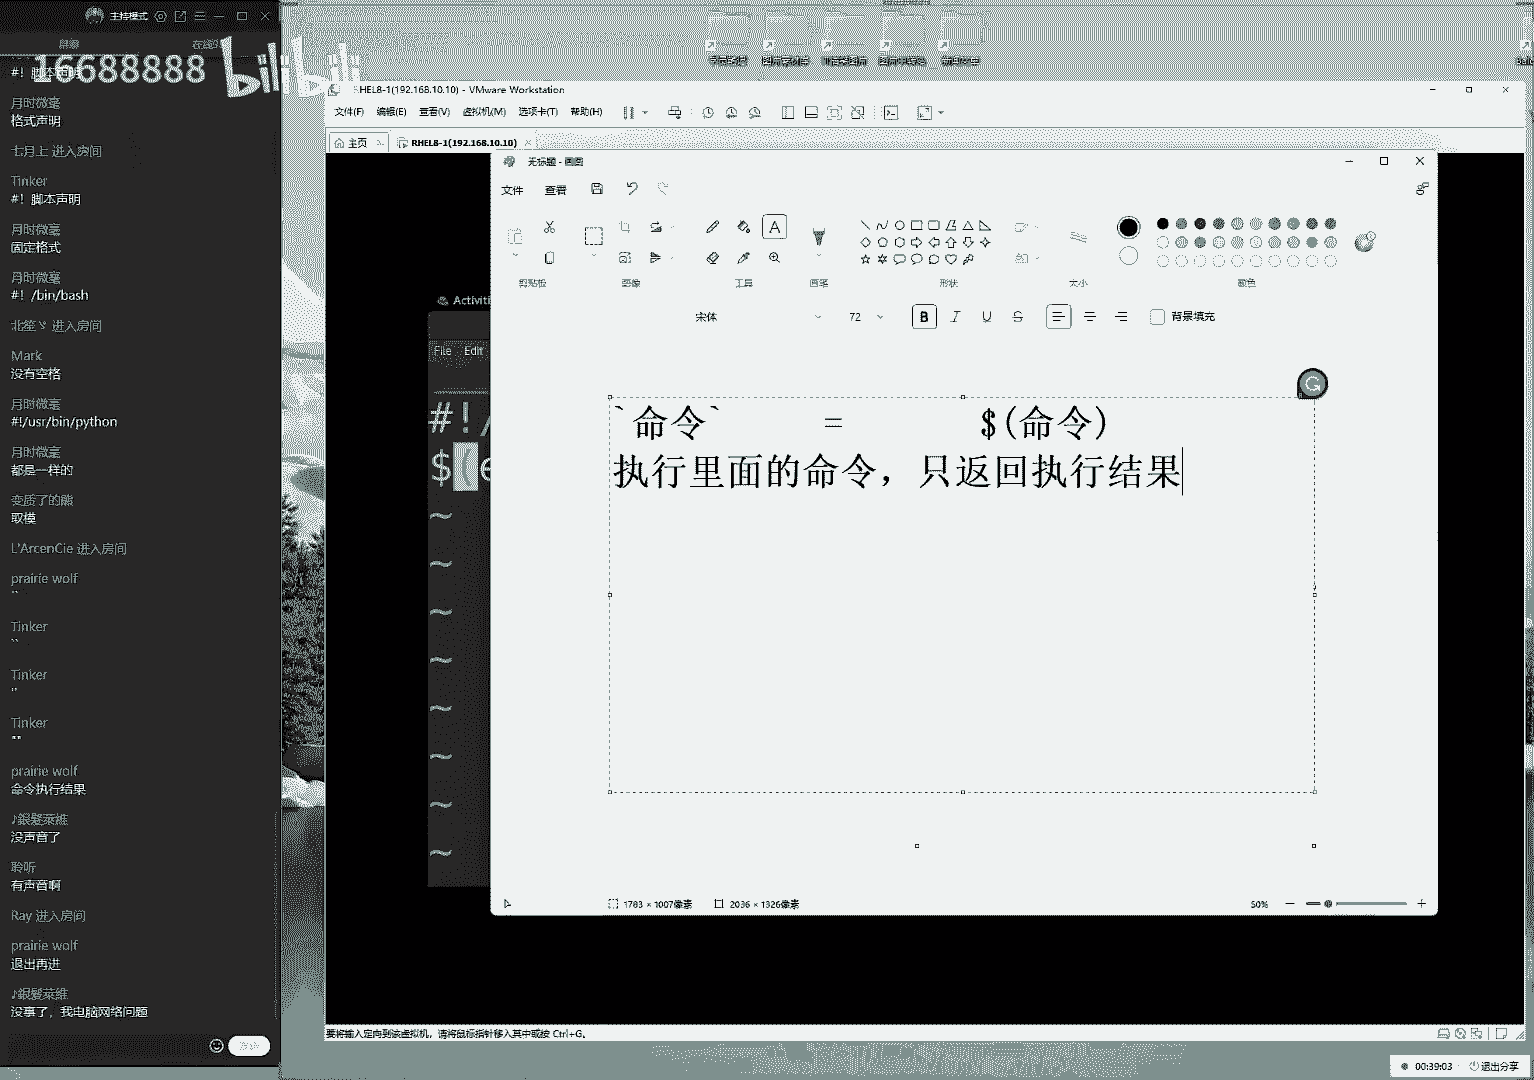 主持模式
屏幕
16688888 bilibili
#！脚本声明
月时微毫
格式声明
七月上 进入房间
Tinker
#！脚本声明
月时微毫
固定格式
月时微毫
#！/bin/bash
进入房间
Mark
没有空格
月时微毫
#!/usr/bin/python
月时微毫
都是一样的
变质了的熊
取模
L'ArcenCie 进入房间
prairie wolf
``
Tinker
``
Tinker
''
Tinker
""
prairie wolf
命令执行结果
没声音了
聆听
有声音啊
Ray 进入房间
prairie wolf
退出再进
没事了，我电脑网络问题
RHEL8-1(192.168.10.10) - VMware Workstation
文件(F) 编辑(E) 查看(V) 虚拟机(M) 选项卡(T) 帮助(H)
主页
RHEL8-1(192.168.10.10)
Activiti
File Edit
#!/
$(e
~
~
~
~
~
~
~
~
无标题 - 画图
文件 查看
剪贴板 图像 工具 画笔 形状 大小 颜色
宋体 72 B I U S 背景填充
`命令` = $(命令)
执行里面的命令，只返回执行结果
1783 × 1007像素 2036 × 1326像素 50%
要将输入定向到该虚拟机，请将鼠标指针移入其中或按 Ctrl+G。
00:39:03 退出分享